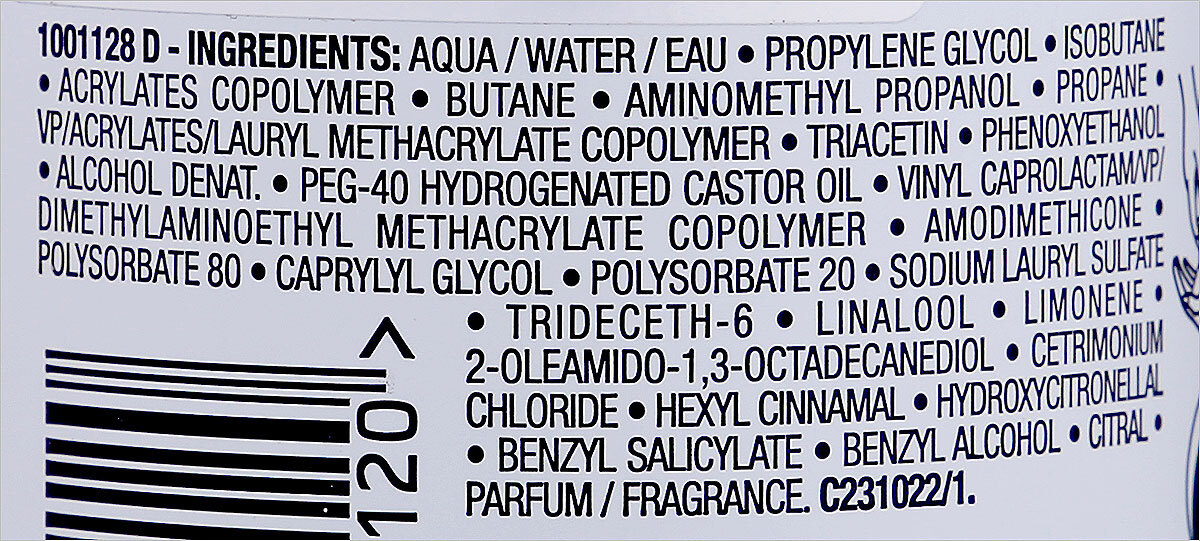 1001128 D - INGREDIENTS: AQUA / WATER / EAU • PROPYLENE GLYCOL • ISOBUTANE
• ACRYLATES COPOLYMER • BUTANE • AMINOMETHYL PROPANOL • PROPANE •
VP/ACRYLATES/LAURYL METHACRYLATE COPOLYMER • TRIACETIN • PHENOXYETHANOL
• ALCOHOL DENAT. • PEG-40 HYDROGENATED CASTOR OIL • VINYL CAPROLACTAM/VP/
DIMETHYLAMINOETHYL METHACRYLATE COPOLYMER • AMODIMETHICONE •
POLYSORBATE 80 • CAPRYLYL GLYCOL • POLYSORBATE 20 • SODIUM LAURYL SULFATE
• TRIDECETH-6 • LINALOOL • LIMONENE •
2-OLEAMIDO-1,3-OCTADECANEDIOL • CETRIMONIUM
CHLORIDE • HEXYL CINNAMAL • HYDROXYCITRONELLAL
• BENZYL SALICYLATE • BENZYL ALCOHOL • CITRAL •
PARFUM / FRAGRANCE. C231022/1.
120 >